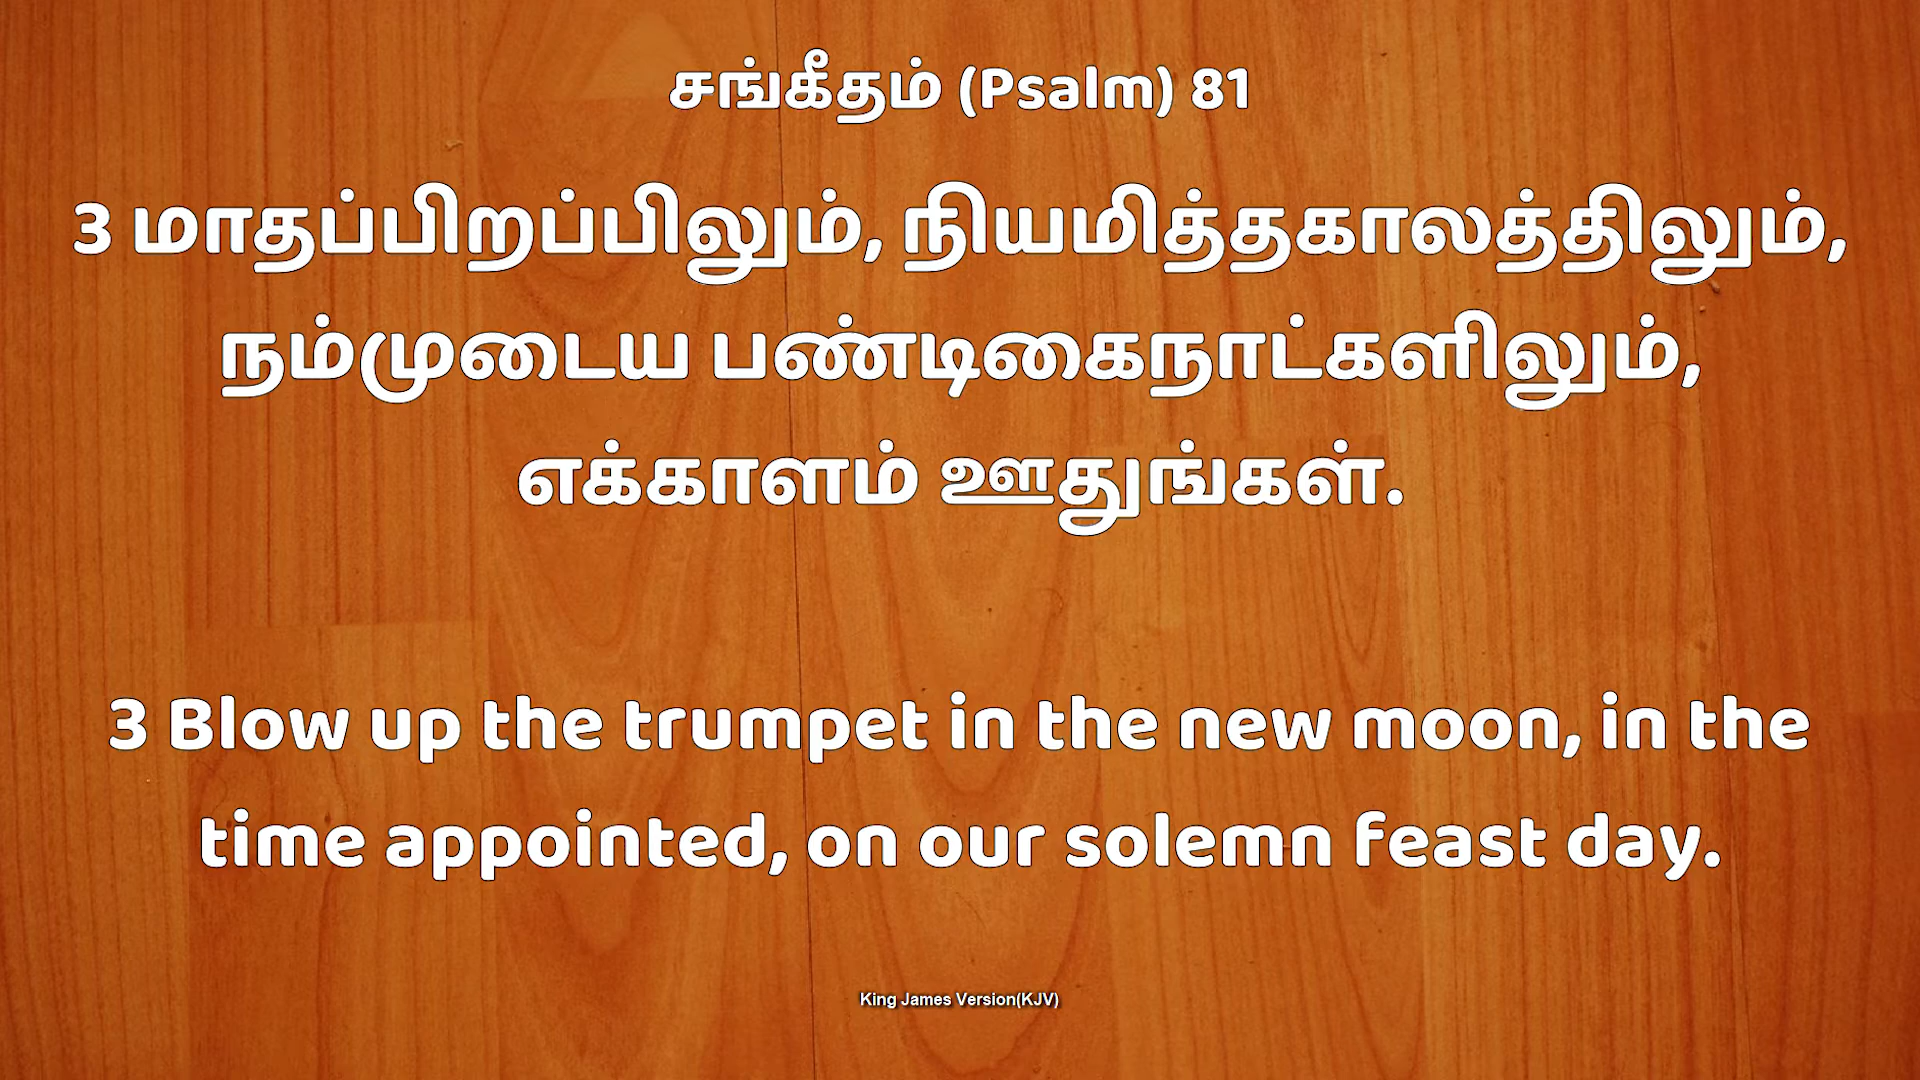 சங்கீதம் (Psalm) 81
3 மாதப்பிறப்பிலும், நியமித்தகாலத்திலும்,
நம்முடைய பண்டிகைநாட்களிலும்,
எக்காளம் ஊதுங்கள்.
3 Blow up the trumpet in the new moon, in the
time appointed, on our solemn feast day.
King James Version(KJV)